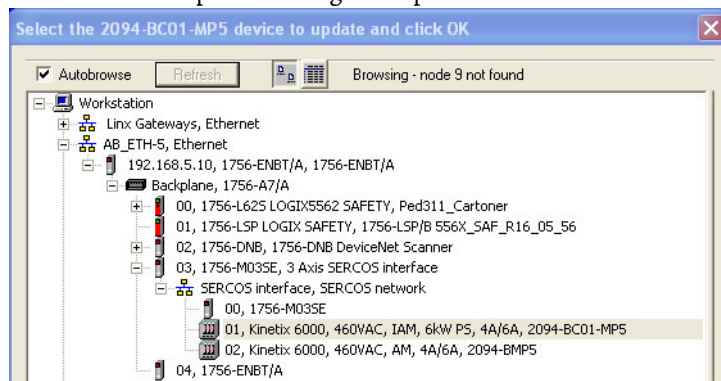 Select the 2094-BC01-MP5 device to update and click OK
Autobrowse Refresh Browsing - node 9 not found
Workstation
Linx Gateways, Ethernet
AB_ETH-5, Ethernet
192.168.5.10, 1756-ENBT/A, 1756-ENBT/A
Backplane, 1756-A7/A
00, 1756-L62S LOGIX5562 SAFETY, Ped311_Cartoner
01, 1756-LSP LOGIX SAFETY, 1756-LSP/B 556X_SAF_R16_05_56
02, 1756-DNB, 1756-DNB DeviceNet Scanner
03, 1756-M03SE, 3 Axis SERCOS interface
SERCOS interface, SERCOS network
00, 1756-M03SE
01, Kinetix 6000, 460VAC, IAM, 6kW PS, 4A/6A, 2094-BC01-MP5
02, Kinetix 6000, 460VAC, AM, 4A/6A, 2094-BMP5
04, 1756-ENBT/A